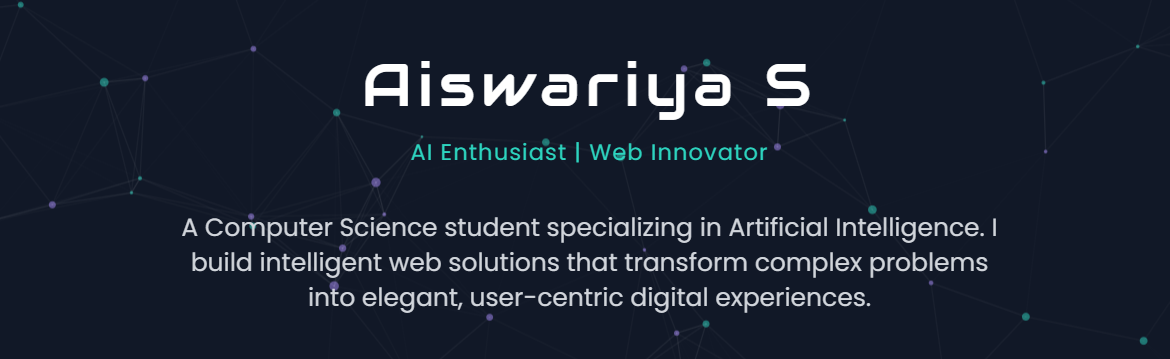 Aiswariya S
AI Enthusiast | Web Innovator
A Computer Science student specializing in Artificial Intelligence. I
build intelligent web solutions that transform complex problems
into elegant, user-centric digital experiences.